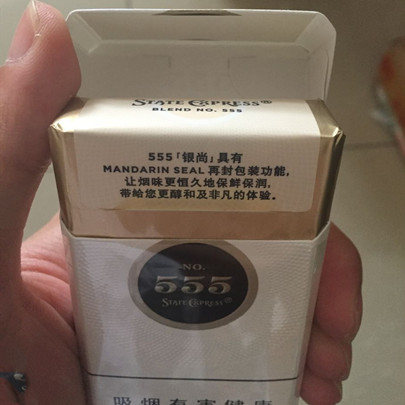 STATE EXPRESS®
BLEND NO. 555
555「银尚」具有
MANDARIN SEAL 再封包装功能,
让烟味更恒久地保鲜保润,
带给您更醇和及非凡的体验。
NO.
555
STATE EXPRESS®
吸烟有害健康